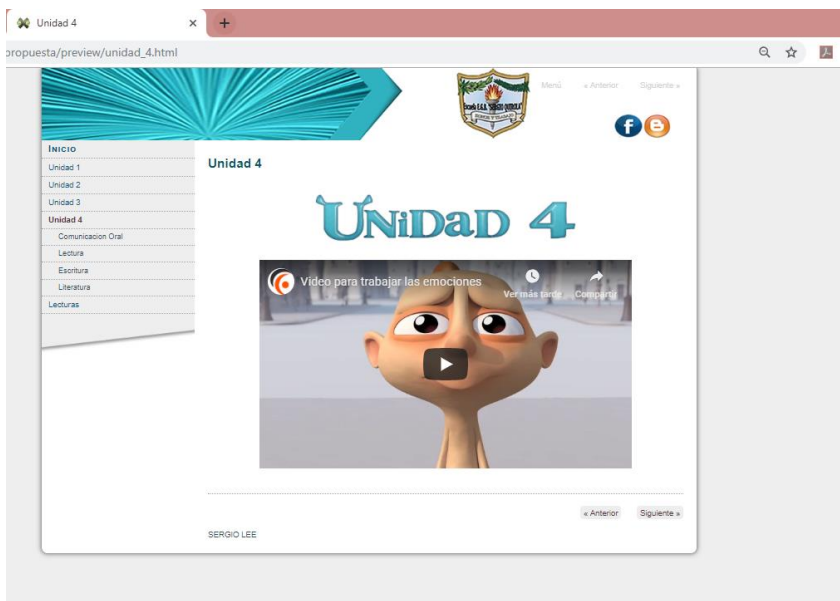 Unidad 4
propuesta/preview/unidad_4.html
Menú « Anterior Siguiente »
INICIO
Unidad 1
Unidad 2
Unidad 3
Unidad 4
Comunicacion Oral
Lectura
Escritura
Literatura
Lecturas
Unidad 4
UNiDaD 4
Video para trabajar las emociones
Ver más tarde
Compartir
« Anterior Siguiente »
SERGIO LEE